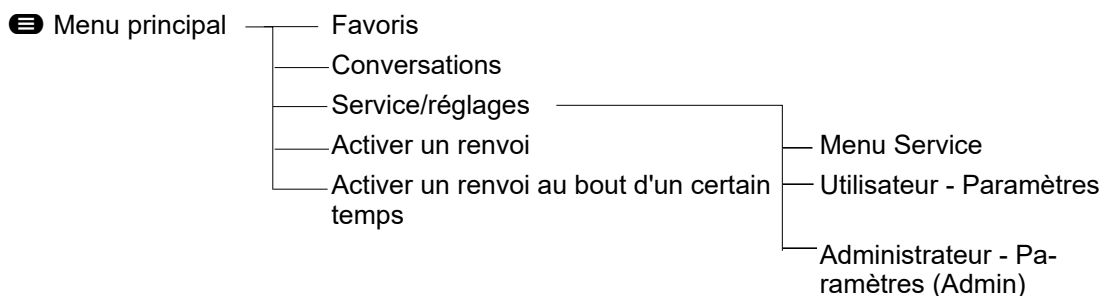 Menu principal
Favoris
Conversations
Service/réglages
Activer un renvoi
Activer un renvoi au bout d'un certain
temps
Menu Service
Utilisateur - Paramètres
Administrateur - Pa-
ramètres (Admin)